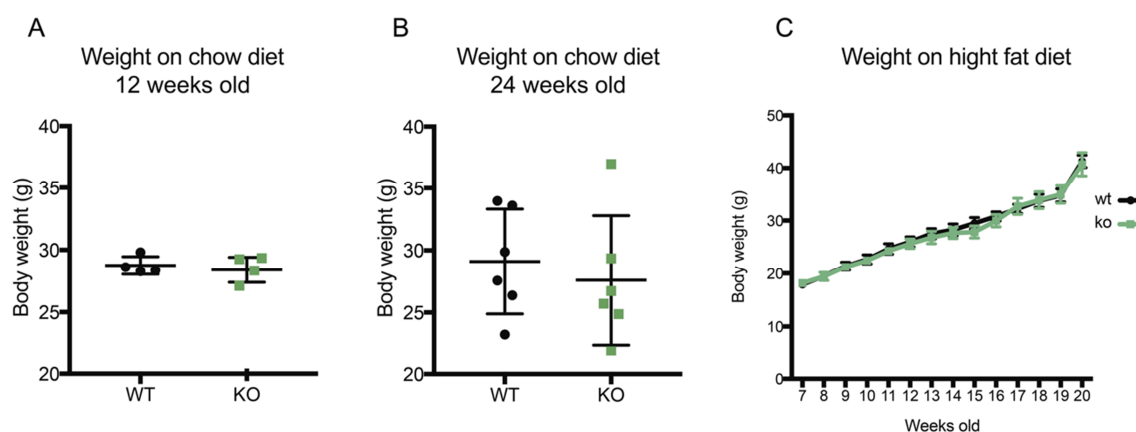 A
Weight on chow diet
12 weeks old
Body weight (g)
40
35
30
25
20
WT
KO
B
Weight on chow diet
24 weeks old
Body weight (g)
40
35
30
25
20
WT
KO
C
Weight on hight fat diet
Body weight (g)
50
40
30
20
10
0
7 8 9 10 11 12 13 14 15 16 17 18 19 20
Weeks old
wt
ko